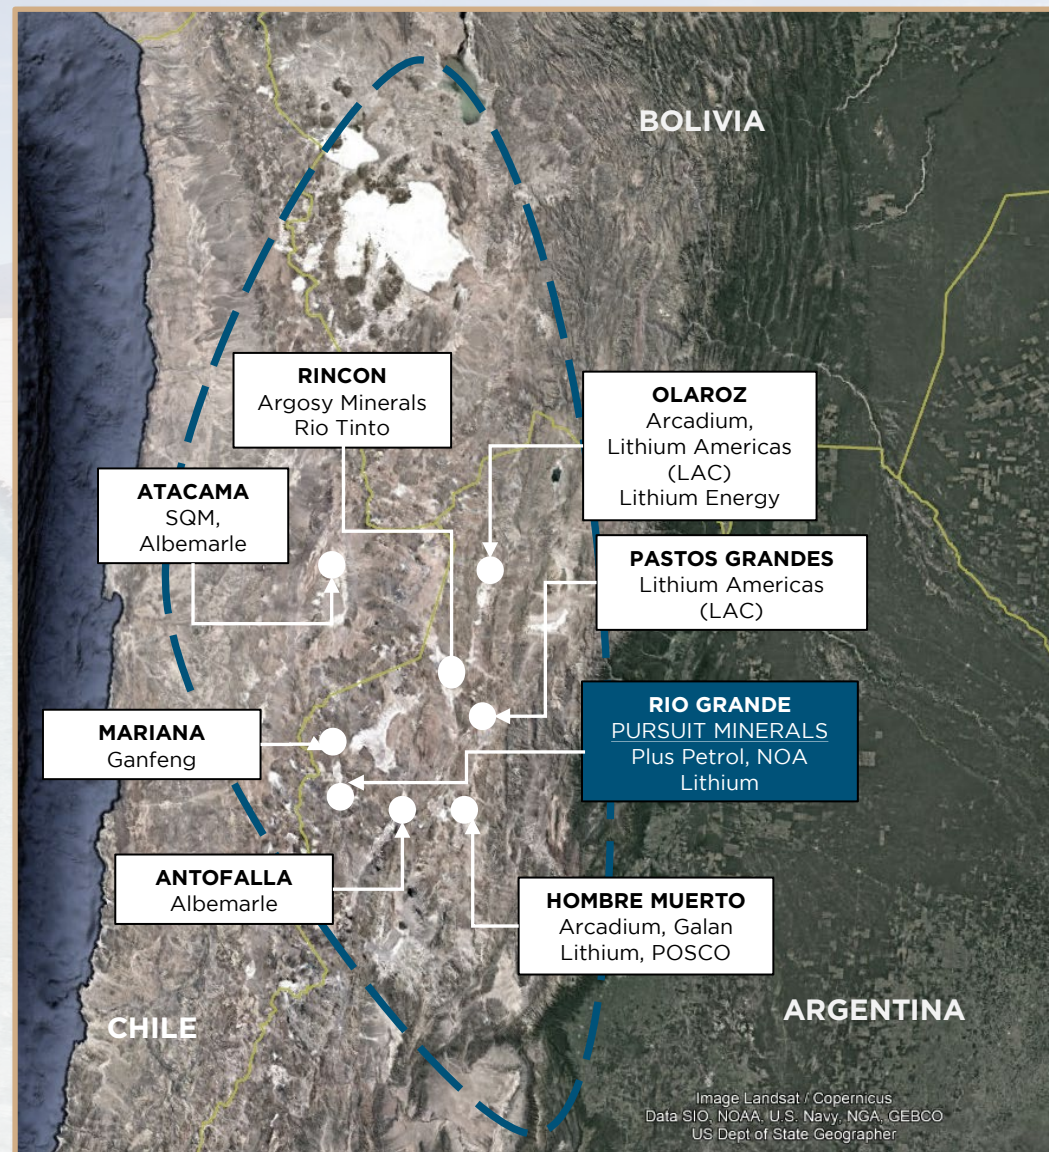 BOLIVIA
RINCON
Argosy Minerals
Rio Tinto
OLAROZ
Arcadium,
Lithium Americas
(LAC)
Lithium Energy
ATACAMA
SQM,
Albemarle
PASTOS GRANDES
Lithium Americas
(LAC)
RIO GRANDE
PURSUIT MINERALS
Plus Petrol, NOA
Lithium
MARIANA
Ganfeng
ANTOFALLA
Albemarle
HOMBRE MUERTO
Arcadium, Galan
Lithium, POSCO
CHILE
ARGENTINA
Image Landsat / Copernicus
Data SIO, NOAA, U.S. Navy, NGA, GEBCO
US Dept of State Geographer